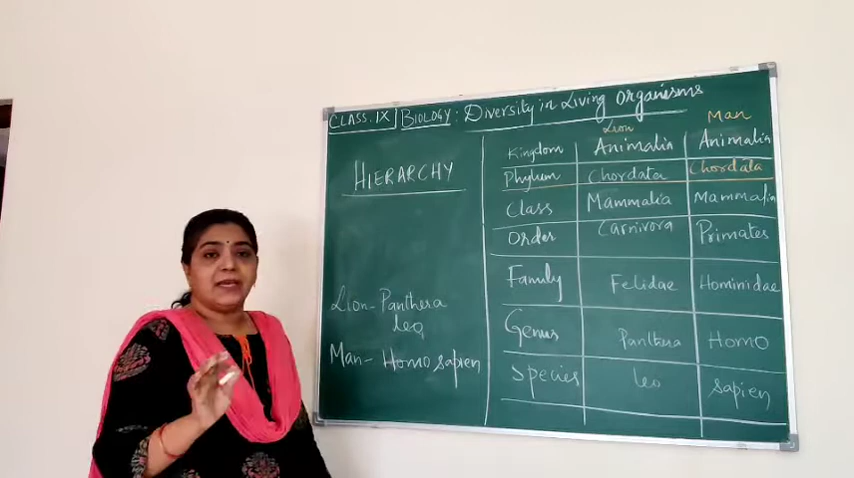 CLASS. IX BIOLOGY : Diversity in Living Organisms
HIERARCHY
Lion Man
Kingdom Animalia Animalia
Phylum Chordata Chordata
Class Mammalia Mammalia
Order Carnivora Primates
Family Felidae Hominidae
Genus Panthera Homo
Species leo sapien
Lion - Panthera
leo
Man - Homo sapien